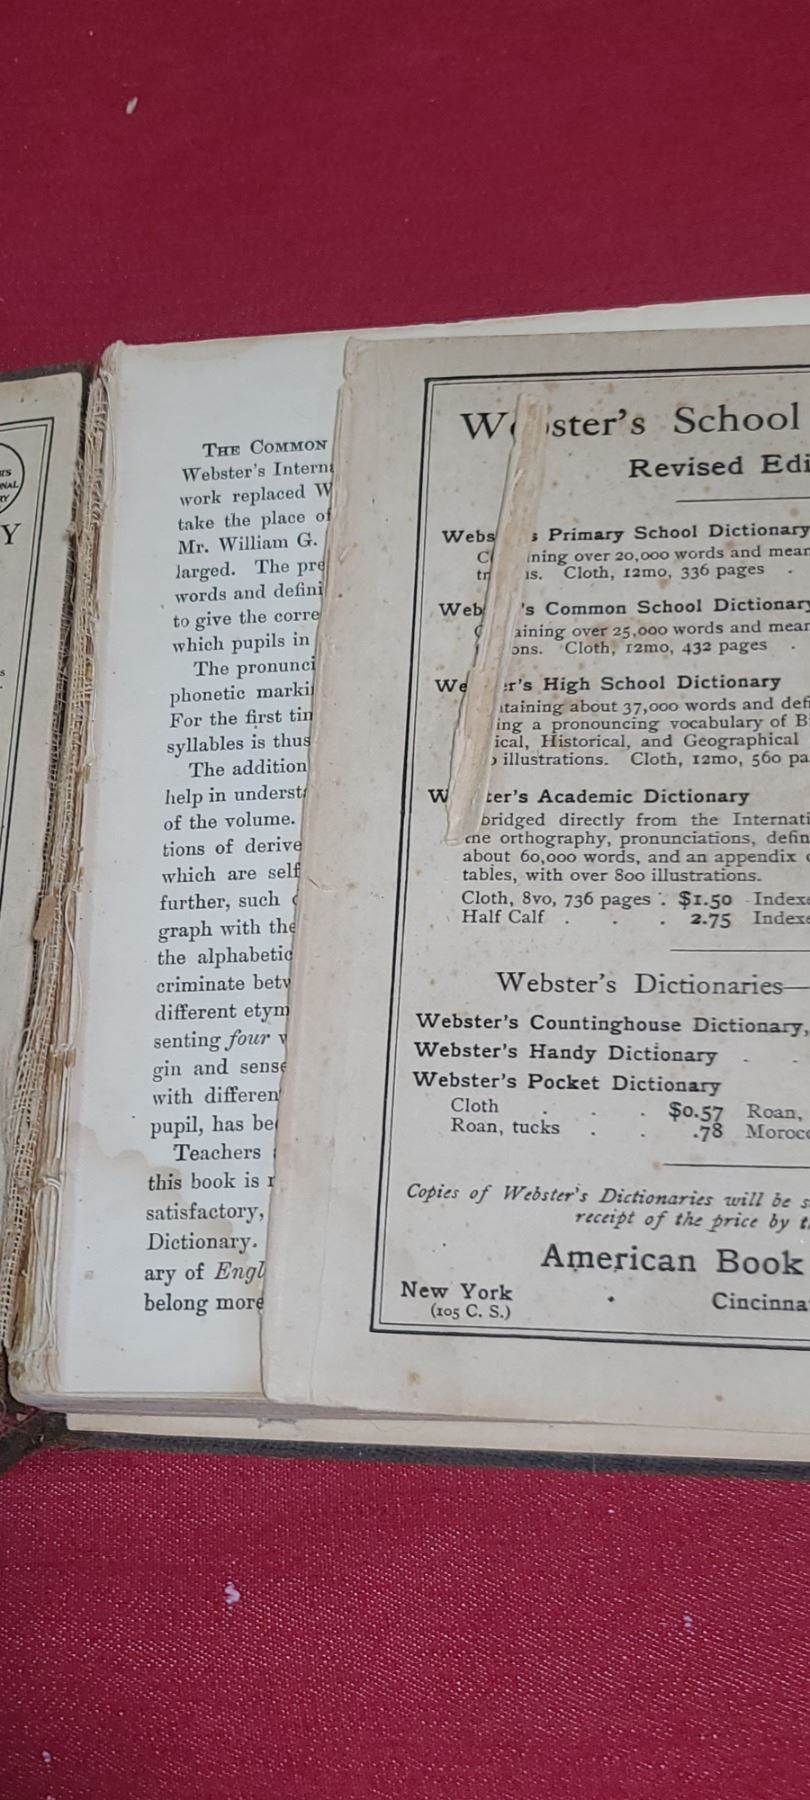 Y
THE COMMON
Webster's Intern
work replaced W
take the place of
Mr. William G.
larged. The pre
words and defini
to give the corre
which pupils in
The pronunci
phonetic marki
For the first tim
syllables is thus
The addition
help in underst
of the volume.
tions of derive
which are self
further, such
graph with the
the alphabetic
criminate betw
different etym
senting four
gin and sense
with differen
pupil, has be
Teachers
this book is
satisfactory,
Dictionary.
ary of Engl
belong more
W ster's School
Revised Edi
Webs s Primary School Dictionary
C ning over 20,000 words and mean
tr s. Cloth, 12mo, 336 pages .
Web 's Common School Dictionary
aining over 25,000 words and mean
ons. Cloth, 12mo, 432 pages .
We r's High School Dictionary
taining about 37,000 words and defi
ing a pronouncing vocabulary of B
ical, Historical, and Geographical
illustrations. Cloth, 12mo, 560 pa
W ter's Academic Dictionary
bridged directly from the Internati
the orthography, pronunciations, defin
about 60,000 words, and an appendix
tables, with over 800 illustrations.
Cloth, 8vo, 736 pages . $1.50 Indexe
Half Calf . . . 2.75 Indexe
Webster's Dictionaries—
Webster's Countinghouse Dictionary,
Webster's Handy Dictionary . .
Webster's Pocket Dictionary
Cloth . . . $0.57 Roan,
Roan, tucks . . .78 Morocc
Copies of Webster's Dictionaries will be s
receipt of the price by t
American Book
New York • Cincinna
(105 C. S.)